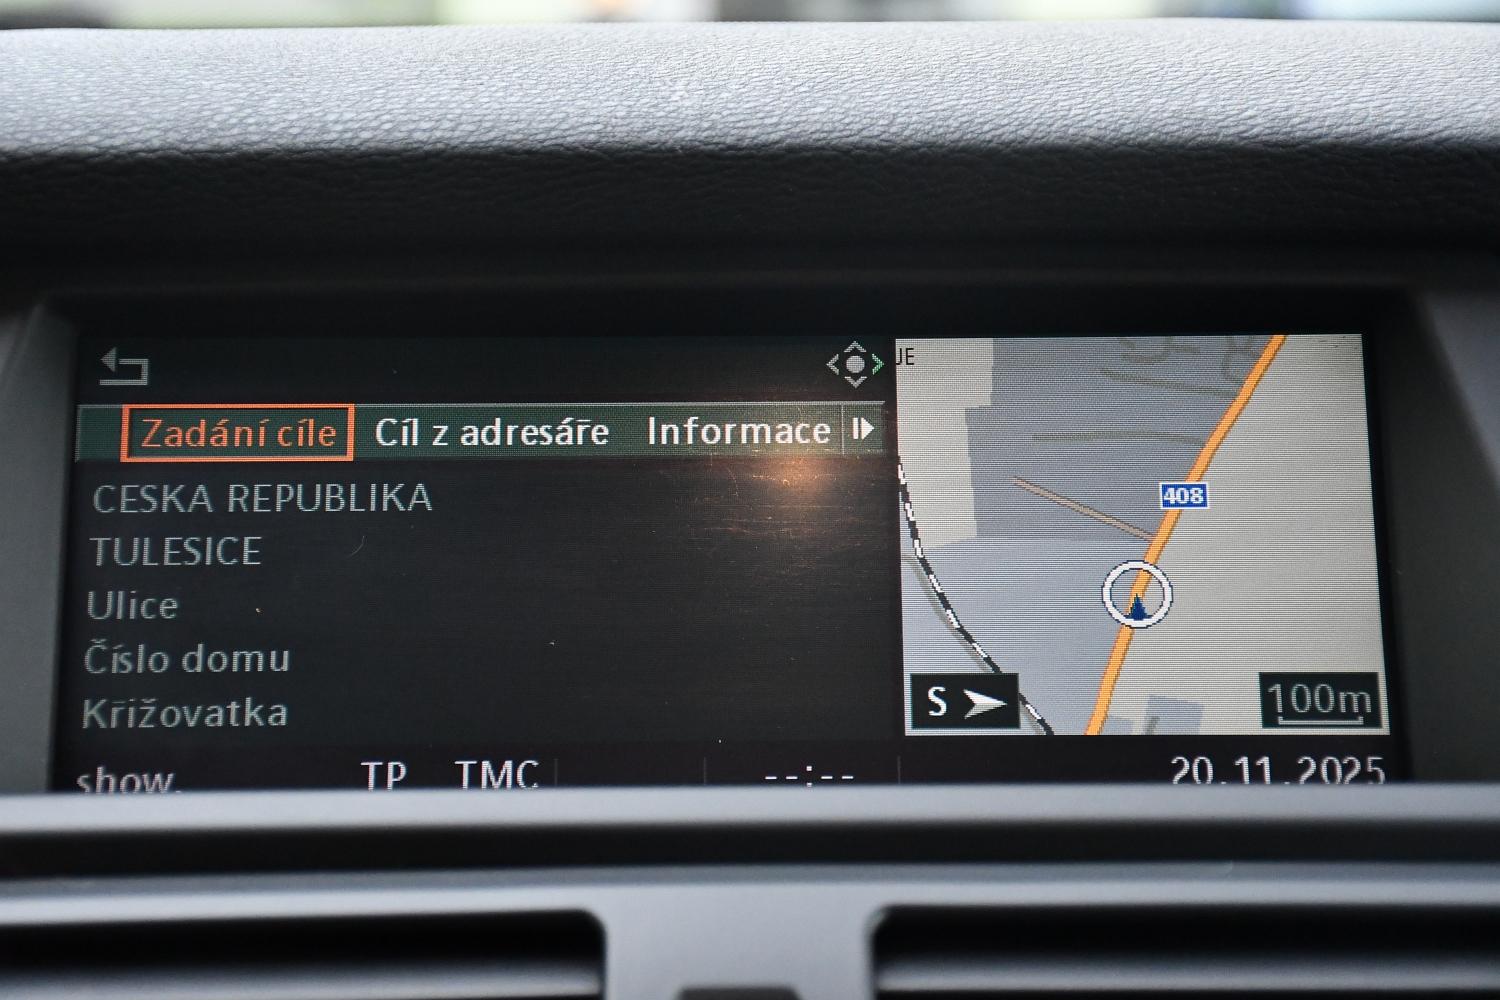 JE
Zadání cíle Cíl z adresáře Informace
CESKA REPUBLIKA
TULESICE
Ulice
Číslo domu
Křižovatka
408
S
100m
show. TP TMC --:-- 20.11.2025